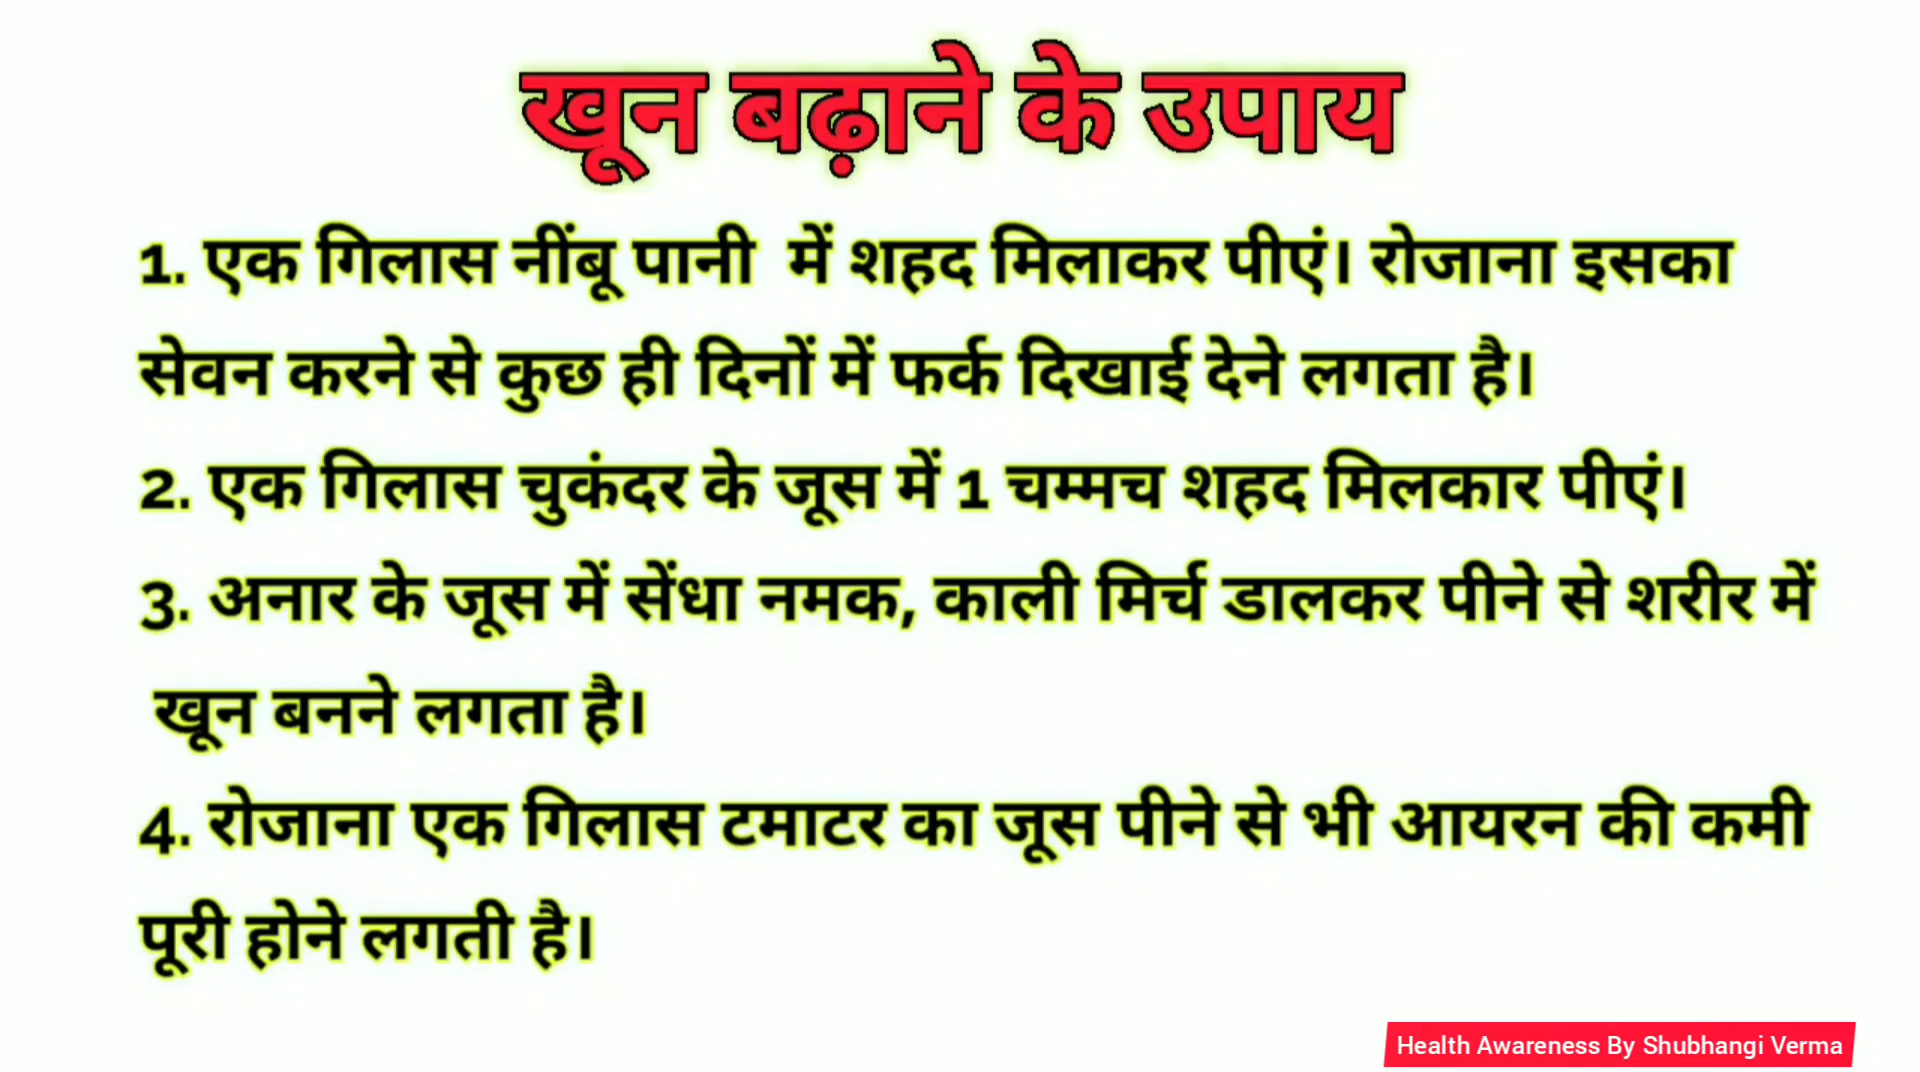 खून बढ़ाने के उपाय
1. एक गिलास नींबू पानी में शहद मिलाकर पीएं। रोजाना इसका
सेवन करने से कुछ ही दिनों में फर्क दिखाई देने लगता है।
2. एक गिलास चुकंदर के जूस में 1 चम्मच शहद मिलकार पीएं।
3. अनार के जूस में सेंधा नमक, काली मिर्च डालकर पीने से शरीर में
खून बनने लगता है।
4. रोजाना एक गिलास टमाटर का जूस पीने से भी आयरन की कमी
पूरी होने लगती है।
Health Awareness By Shubhangi Verma